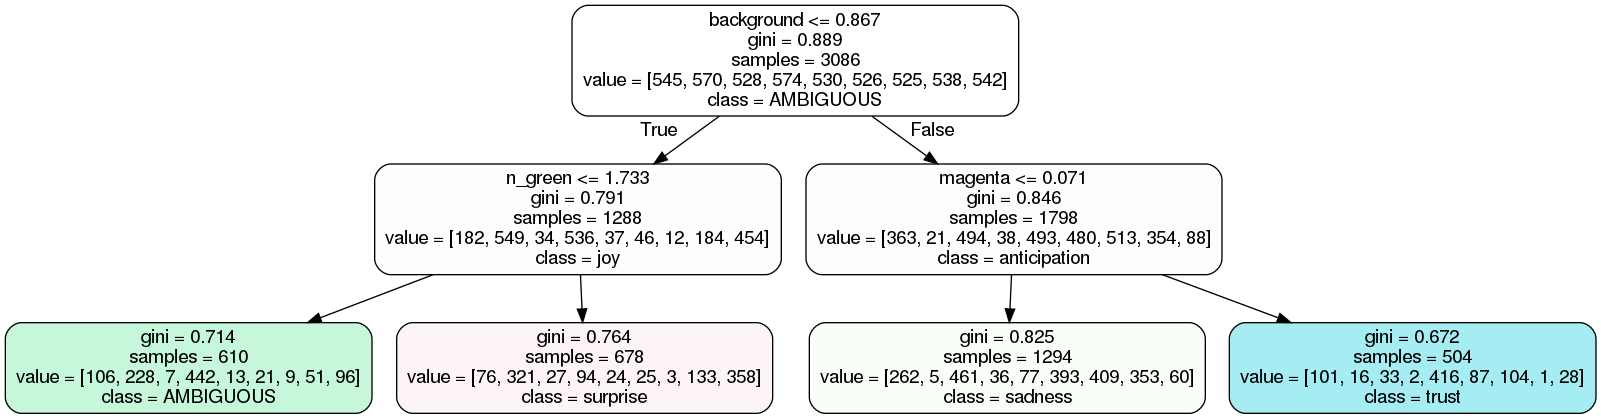 background <= 0.867
gini = 0.889
samples = 3086
value = [545, 570, 528, 574, 530, 526, 525, 538, 542]
class = AMBIGUOUS
True
False
n_green <= 1.733
gini = 0.791
samples = 1288
value = [182, 549, 34, 536, 37, 46, 12, 184, 454]
class = joy
magenta <= 0.071
gini = 0.846
samples = 1798
value = [363, 21, 494, 38, 493, 480, 513, 354, 88]
class = anticipation
gini = 0.714
samples = 610
value = [106, 228, 7, 442, 13, 21, 9, 51, 96]
class = AMBIGUOUS
gini = 0.764
samples = 678
value = [76, 321, 27, 94, 24, 25, 3, 133, 358]
class = surprise
gini = 0.825
samples = 1294
value = [262, 5, 461, 36, 77, 393, 409, 353, 60]
class = sadness
gini = 0.672
samples = 504
value = [101, 16, 33, 2, 416, 87, 104, 1, 28]
class = trust